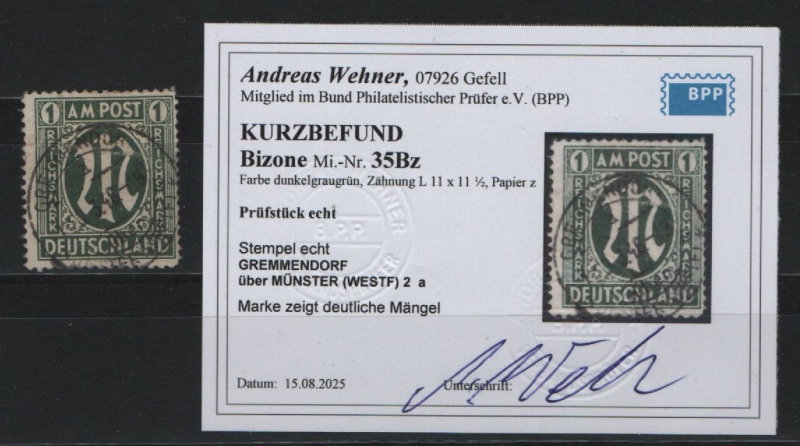 1 AM POST 1
REICHSMARK
REICHSMARK
DEUTSCHLAND
Andreas Wehner, 07926 Gefell
Mitglied im Bund Philatelistischer Prüfer e.V. (BPP)
BPP
KURZBEFUND
Bizone Mi.-Nr. 35Bz
Farbe dunkelgraugrün, Zähnung L 11 x 11 ½, Papier z
Prüfstück echt
Stempel echt
GREMMENDORF
über MÜNSTER (WESTF) 2 a
Marke zeigt deutliche Mängel
Datum: 15.08.2025
Unterschrift:
1 AM POST 1
REICHSMARK
REICHSMARK
DEUTSCHLAND
B.P.P.